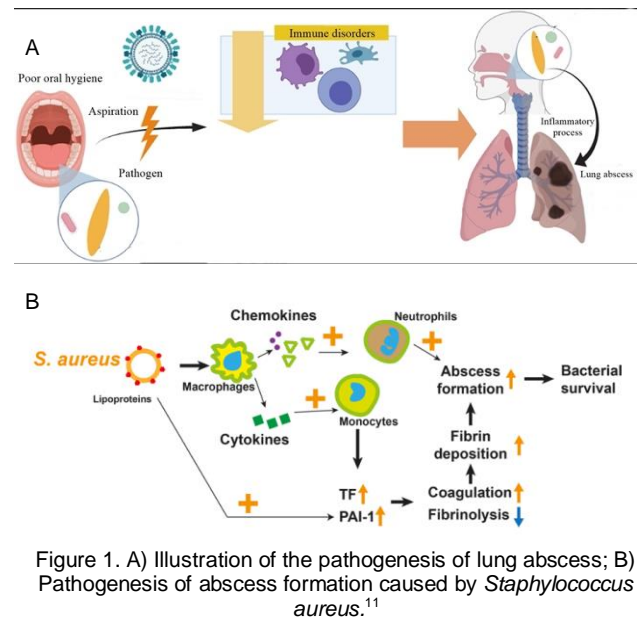 A
Immune disorders
Poor oral hygiene
Aspiration
Pathogen
Inflammatory
process
Lung abscess
B
Chemokines
Neutrophils
S. aureus
Lipoproteins
Macrophages
Abscess
formation
Bacterial
survival
Cytokines
Monocytes
Fibrin
deposition
TF
PAI-1
Coagulation
Fibrinolysis
Figure 1. A) Illustration of the pathogenesis of lung abscess; B)
Pathogenesis of abscess formation caused by Staphylococcus
aureus.11